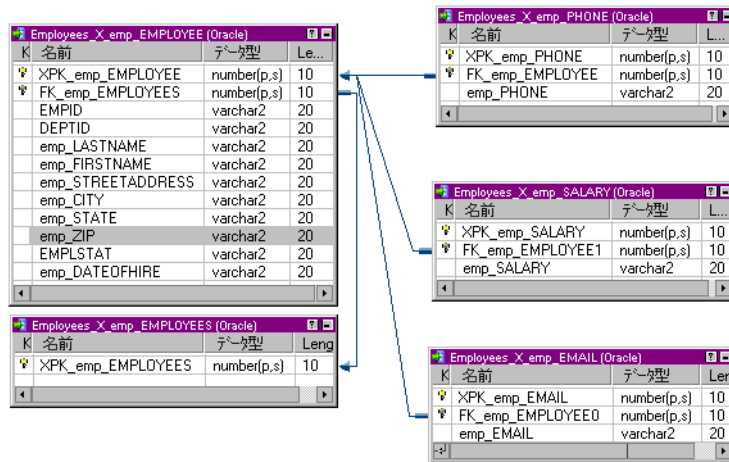 Employees_X_emp_EMPLOYEE (Oracle)
K 名前 データ型 Le...
XPK_emp_EMPLOYEE number(p,s) 10
FK_emp_EMPLOYEES number(p,s) 10
EMPID varchar2 20
DEPTID varchar2 20
emp_LASTNAME varchar2 20
emp_FIRSTNAME varchar2 20
emp_STREETADDRESS varchar2 20
emp_CITY varchar2 20
emp_STATE varchar2 20
emp_ZIP varchar2 20
EMPLSTAT varchar2 20
emp_DATEOFHIRE varchar2 20
Employees_X_emp_EMPLOYEES (Oracle)
K 名前 データ型 Leng
XPK_emp_EMPLOYEES number(p,s) 10
Employees_X_emp_PHONE (Oracle)
K 名前 データ型 L...
XPK_emp_PHONE number(p,s) 10
FK_emp_EMPLOYEE number(p,s) 10
emp_PHONE varchar2 20
Employees_X_emp_SALARY (Oracle)
K 名前 データ型 L...
XPK_emp_SALARY number(p,s) 10
FK_emp_EMPLOYEE1 number(p,s) 10
emp_SALARY varchar2 20
Employees_X_emp_EMAIL (Oracle)
K 名前 データ型 Ler
XPK_emp_EMAIL number(p,s) 10
FK_emp_EMPLOYEE0 number(p,s) 10
emp_EMAIL varchar2 20